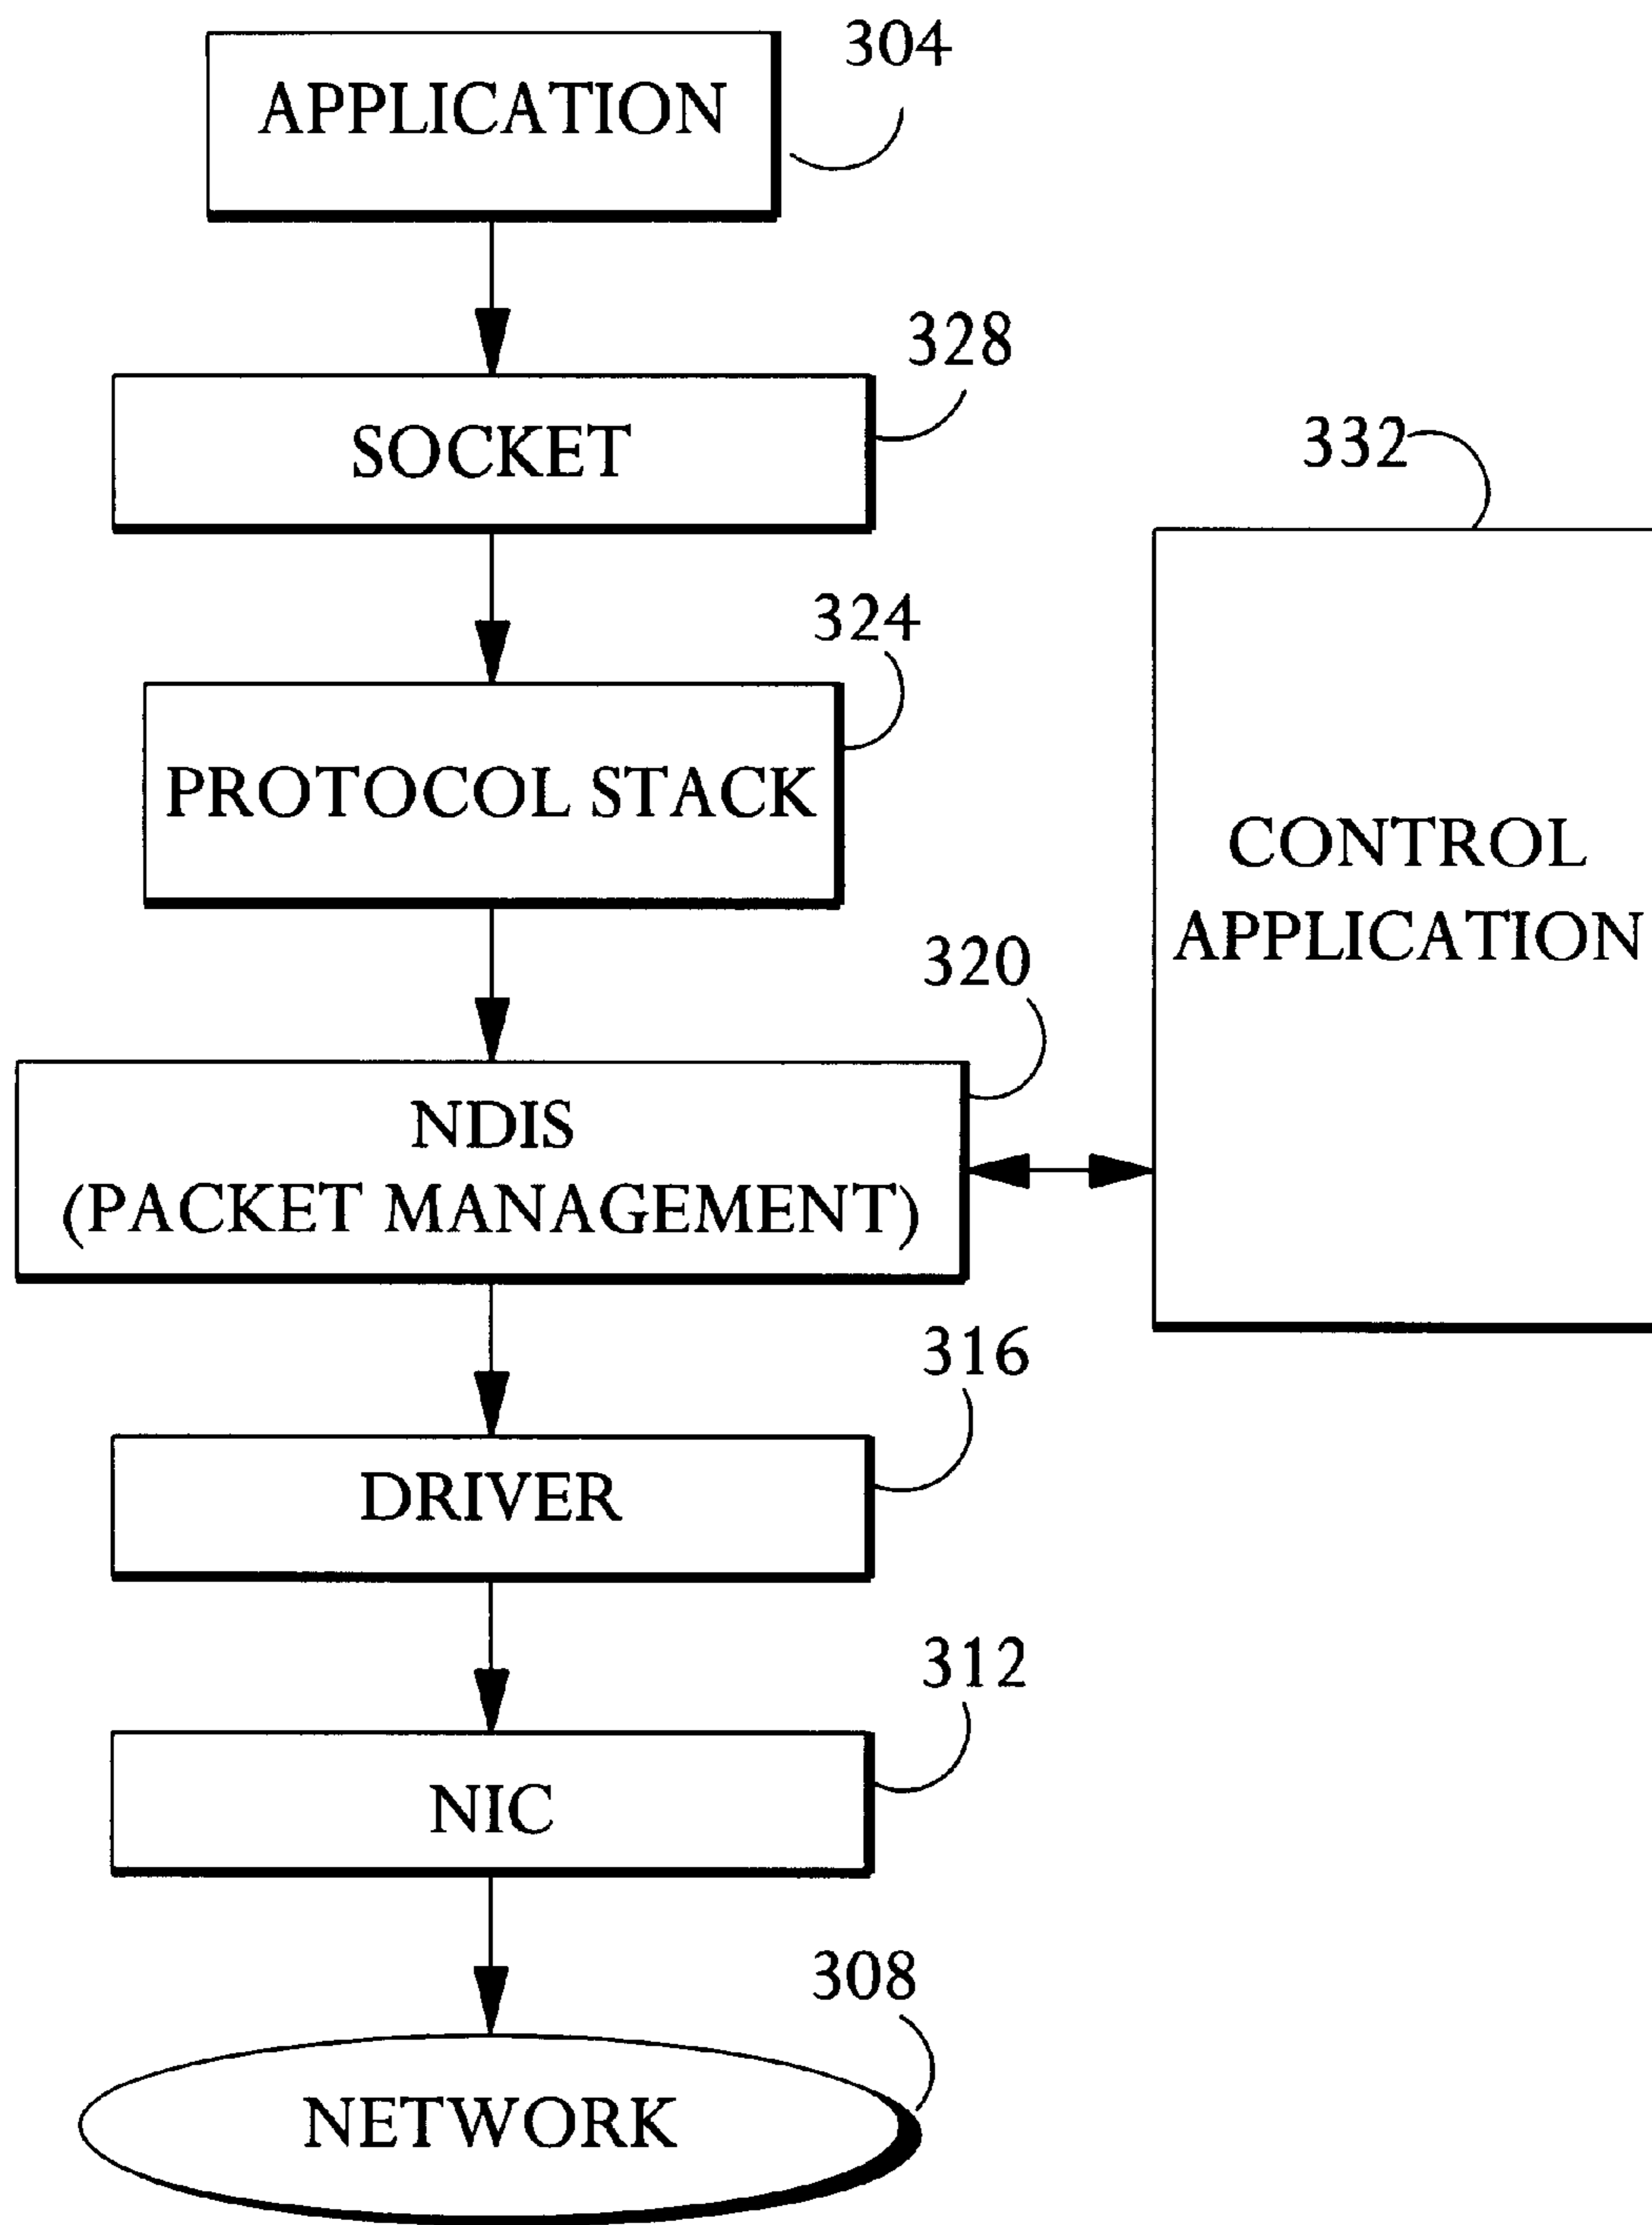 304
APPLICATION
328
SOCKET
332
324
PROTOCOL STACK
CONTROL
APPLICATION
320
NDIS
(PACKET MANAGEMENT)
316
DRIVER
312
NIC
308
NETWORK